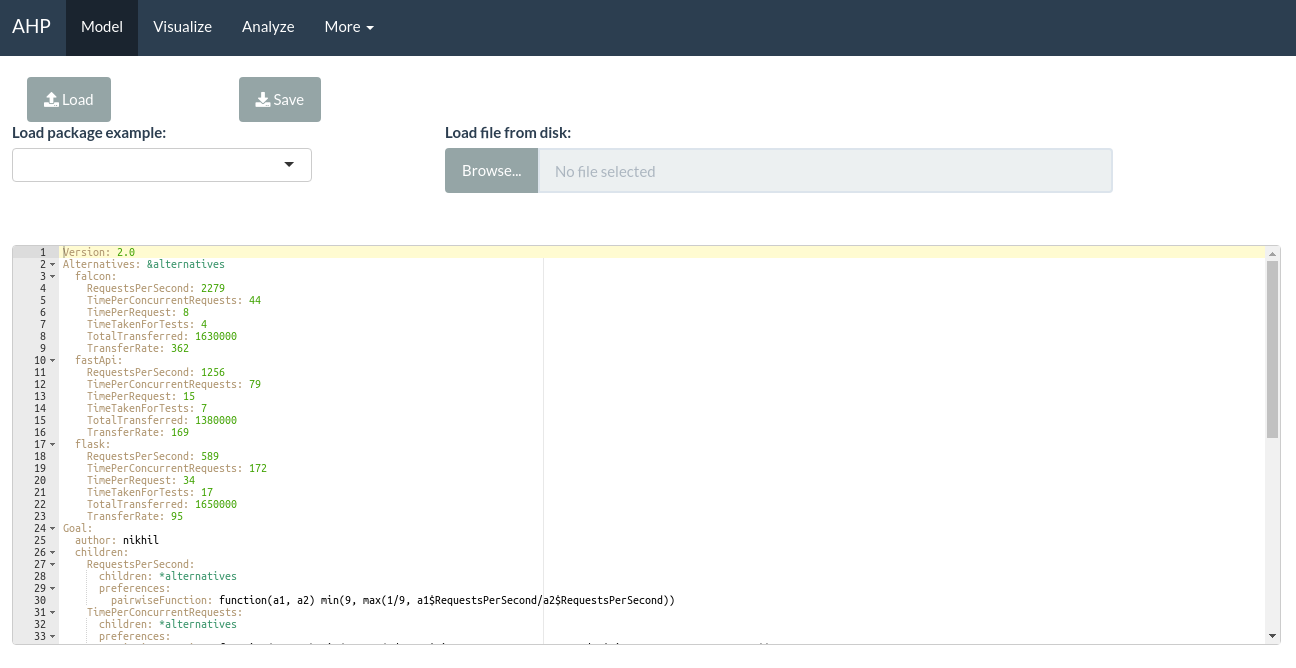 AHP Model Visualize Analyze More
Load Save
Load package example: Load file from disk:
Browse... No file selected
1 Version: 2.0
2 Alternatives: &alternatives
3 falcon:
4 RequestsPerSecond: 2279
5 TimePerConcurrentRequests: 44
6 TimePerRequest: 8
7 TimeTakenForTests: 4
8 TotalTransferred: 1630000
9 TransferRate: 362
10 fastApi:
11 RequestsPerSecond: 1256
12 TimePerConcurrentRequests: 79
13 TimePerRequest: 15
14 TimeTakenForTests: 7
15 TotalTransferred: 1380000
16 TransferRate: 169
17 flask:
18 RequestsPerSecond: 589
19 TimePerConcurrentRequests: 172
20 TimePerRequest: 34
21 TimeTakenForTests: 17
22 TotalTransferred: 1650000
23 TransferRate: 95
24 Goal:
25 author: nikhil
26 children:
27 RequestsPerSecond:
28 children: *alternatives
29 preferences:
30 pairwiseFunction: function(a1, a2) min(9, max(1/9, a1$RequestsPerSecond/a2$RequestsPerSecond))
31 TimePerConcurrentRequests:
32 children: *alternatives
33 preferences: